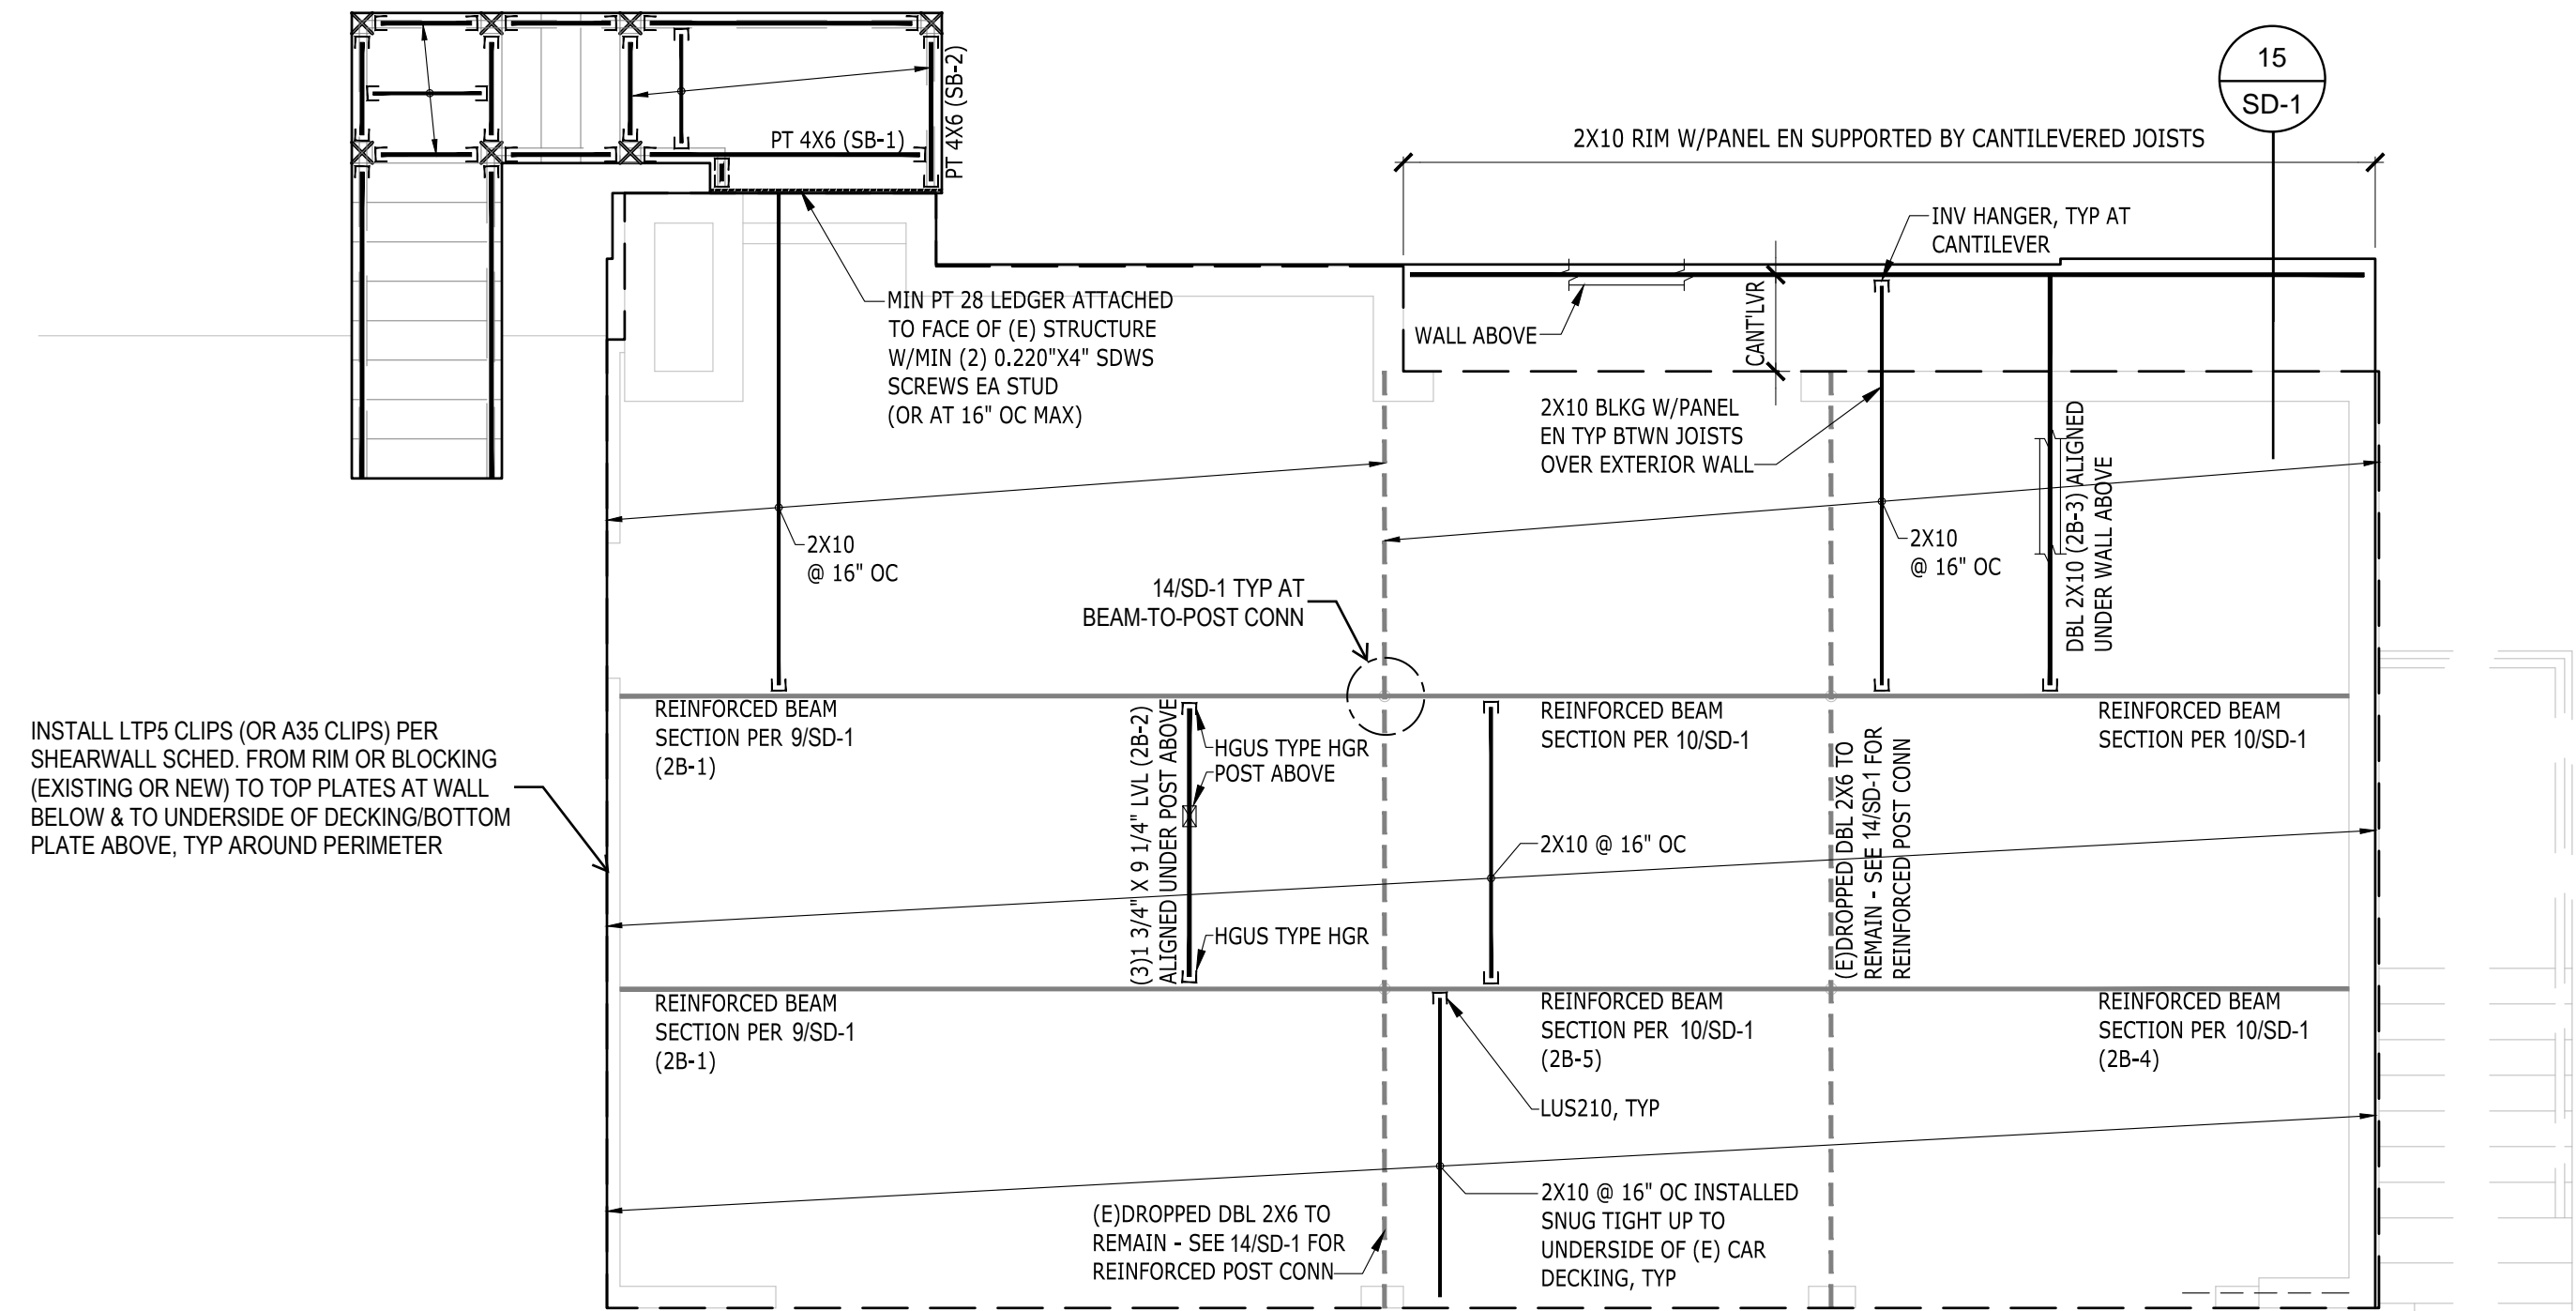 15
SD-1
PT 4X6 (SB-2)
PT 4X6 (SB-1)
2X10 RIM W/PANEL EN SUPPORTED BY CANTILEVERED JOISTS
INV HANGER, TYP AT
CANTILEVER
MIN PT 28 LEDGER ATTACHED
TO FACE OF (E) STRUCTURE
W/MIN (2) 0.220"X4" SDWS
SCREWS EA STUD
(OR AT 16" OC MAX)
WALL ABOVE
CANT'LVR
2X10 BLKG W/PANEL
EN TYP BTWN JOISTS
OVER EXTERIOR WALL
DBL 2X10 (2B-3) ALIGNED
UNDER WALL ABOVE
2X10
@ 16" OC
2X10
@ 16" OC
14/SD-1 TYP AT
BEAM-TO-POST CONN
INSTALL LTP5 CLIPS (OR A35 CLIPS) PER
SHEARWALL SCHED. FROM RIM OR BLOCKING
(EXISTING OR NEW) TO TOP PLATES AT WALL
BELOW & TO UNDERSIDE OF DECKING/BOTTOM
PLATE ABOVE, TYP AROUND PERIMETER
REINFORCED BEAM
SECTION PER 9/SD-1
(2B-1)
(3)1 3/4" X 9 1/4" LVL (2B-2)
ALIGNED UNDER POST ABOVE
HGUS TYPE HGR
POST ABOVE
HGUS TYPE HGR
REINFORCED BEAM
SECTION PER 10/SD-1
2X10 @ 16" OC
(E)DROPPED DBL 2X6 TO
REMAIN - SEE 14/SD-1 FOR
REINFORCED POST CONN
REINFORCED BEAM
SECTION PER 10/SD-1
REINFORCED BEAM
SECTION PER 9/SD-1
(2B-1)
REINFORCED BEAM
SECTION PER 10/SD-1
(2B-5)
REINFORCED BEAM
SECTION PER 10/SD-1
(2B-4)
LUS210, TYP
(E)DROPPED DBL 2X6 TO
REMAIN - SEE 14/SD-1 FOR
REINFORCED POST CONN
2X10 @ 16" OC INSTALLED
SNUG TIGHT UP TO
UNDERSIDE OF (E) CAR
DECKING, TYP